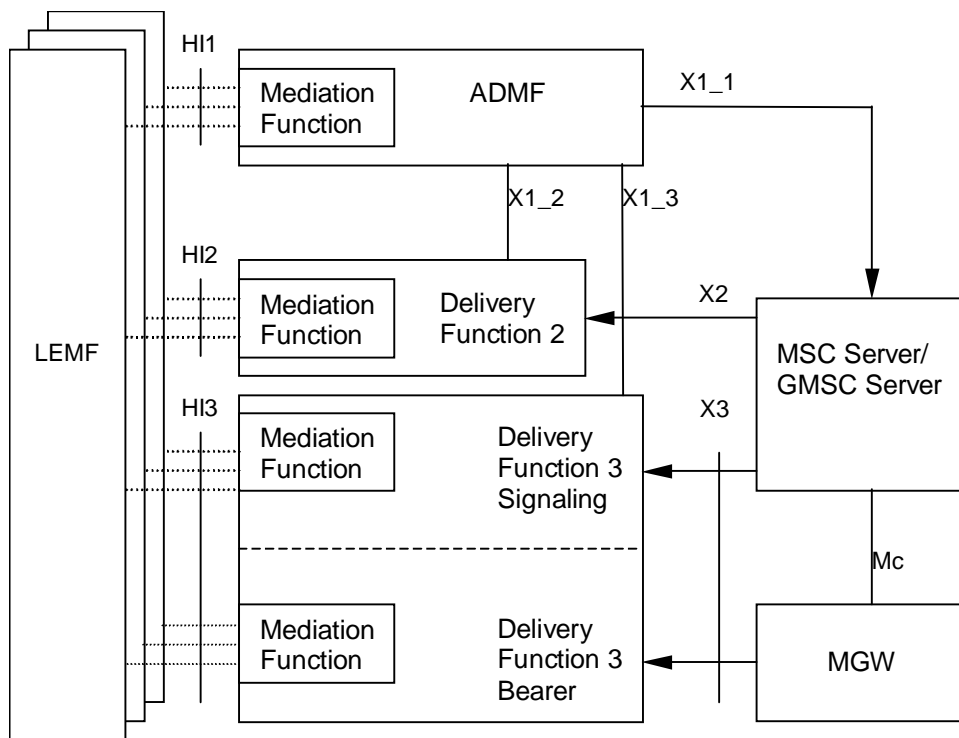 HI1
Mediation
Function
ADMF
X1_1
X1_2
X1_3
HI2
Mediation
Function
Delivery
Function 2
X2
LEMF
MSC Server/
GMSC Server
HI3
Mediation
Function
Delivery
Function 3
Signaling
X3
Mc
Mediation
Function
Delivery
Function 3
Bearer
MGW